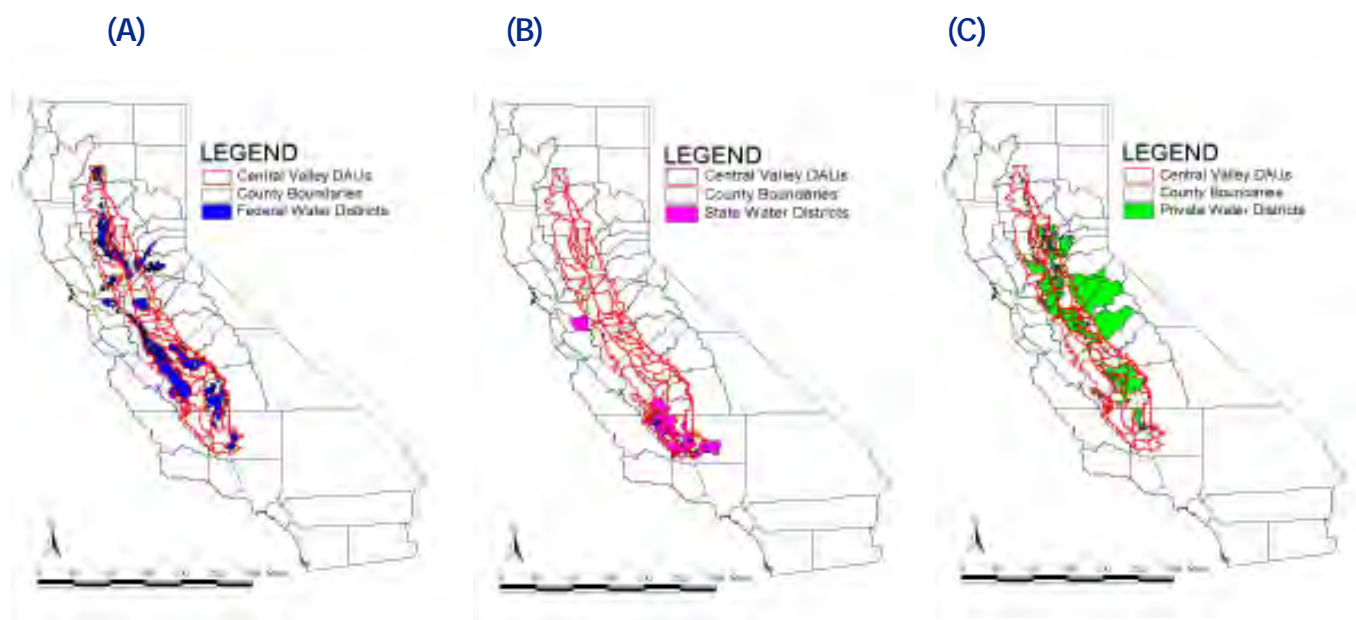 (A)
(B)
(C)
LEGEND
Central Valley DAUs
County Boundaries
Federal Water Districts
LEGEND
Central Valley DAUs
County Boundaries
State Water Districts
LEGEND
Central Valley DAUs
County Boundaries
Private Water Districts